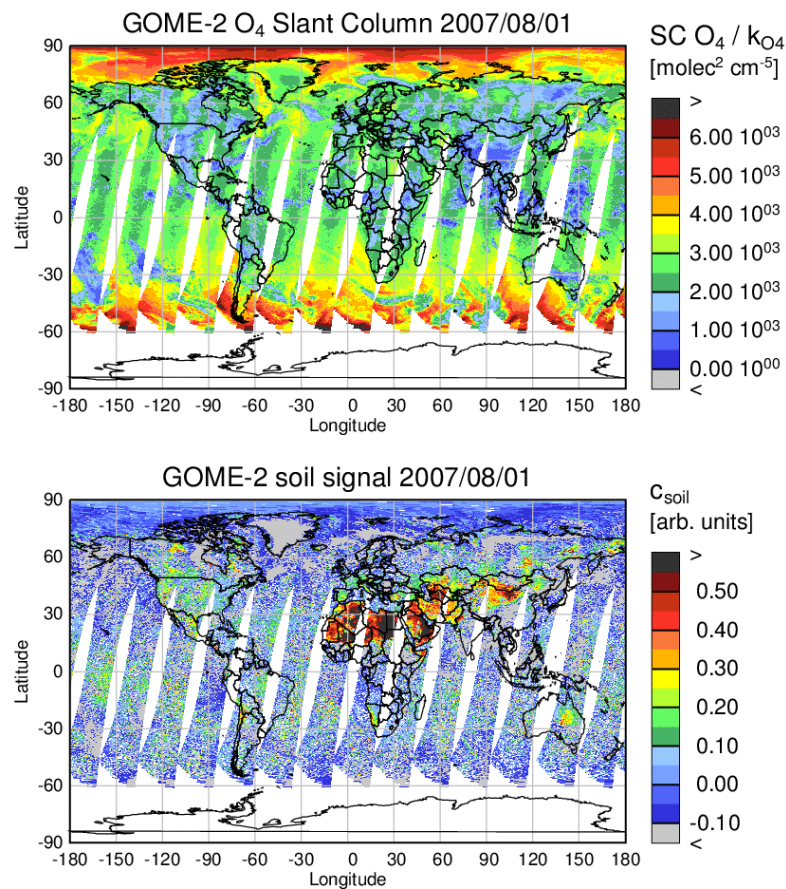 GOME-2 O₄ Slant Column 2007/08/01
SC O₄ / k_O4
[molec² cm⁻⁵]
>
6.00 10⁰³
5.00 10⁰³
4.00 10⁰³
3.00 10⁰³
2.00 10⁰³
1.00 10⁰³
0.00 10⁰⁰
<
90
60
30
0
-30
-60
-90
Latitude
-180 -150 -120 -90 -60 -30 0 30 60 90 120 150 180
Longitude
GOME-2 soil signal 2007/08/01
c_soil
[arb. units]
>
0.50
0.40
0.30
0.20
0.10
0.00
-0.10
<
90
60
30
0
-30
-60
-90
Latitude
-180 -150 -120 -90 -60 -30 0 30 60 90 120 150 180
Longitude